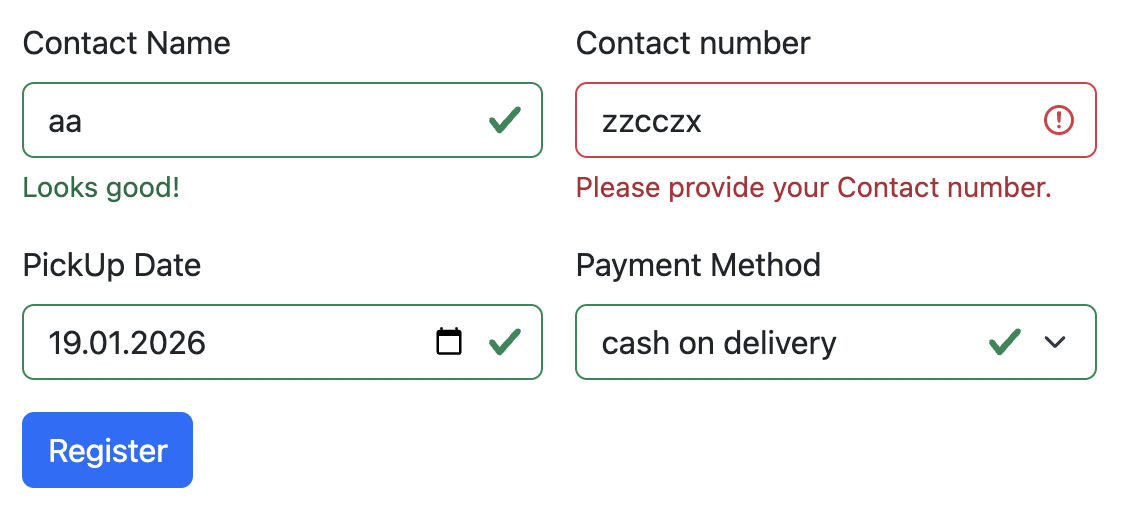 Contact Name
Contact number
aa
zzcczx
Looks good!
Please provide your Contact number.
PickUp Date
Payment Method
19.01.2026
cash on delivery
Register